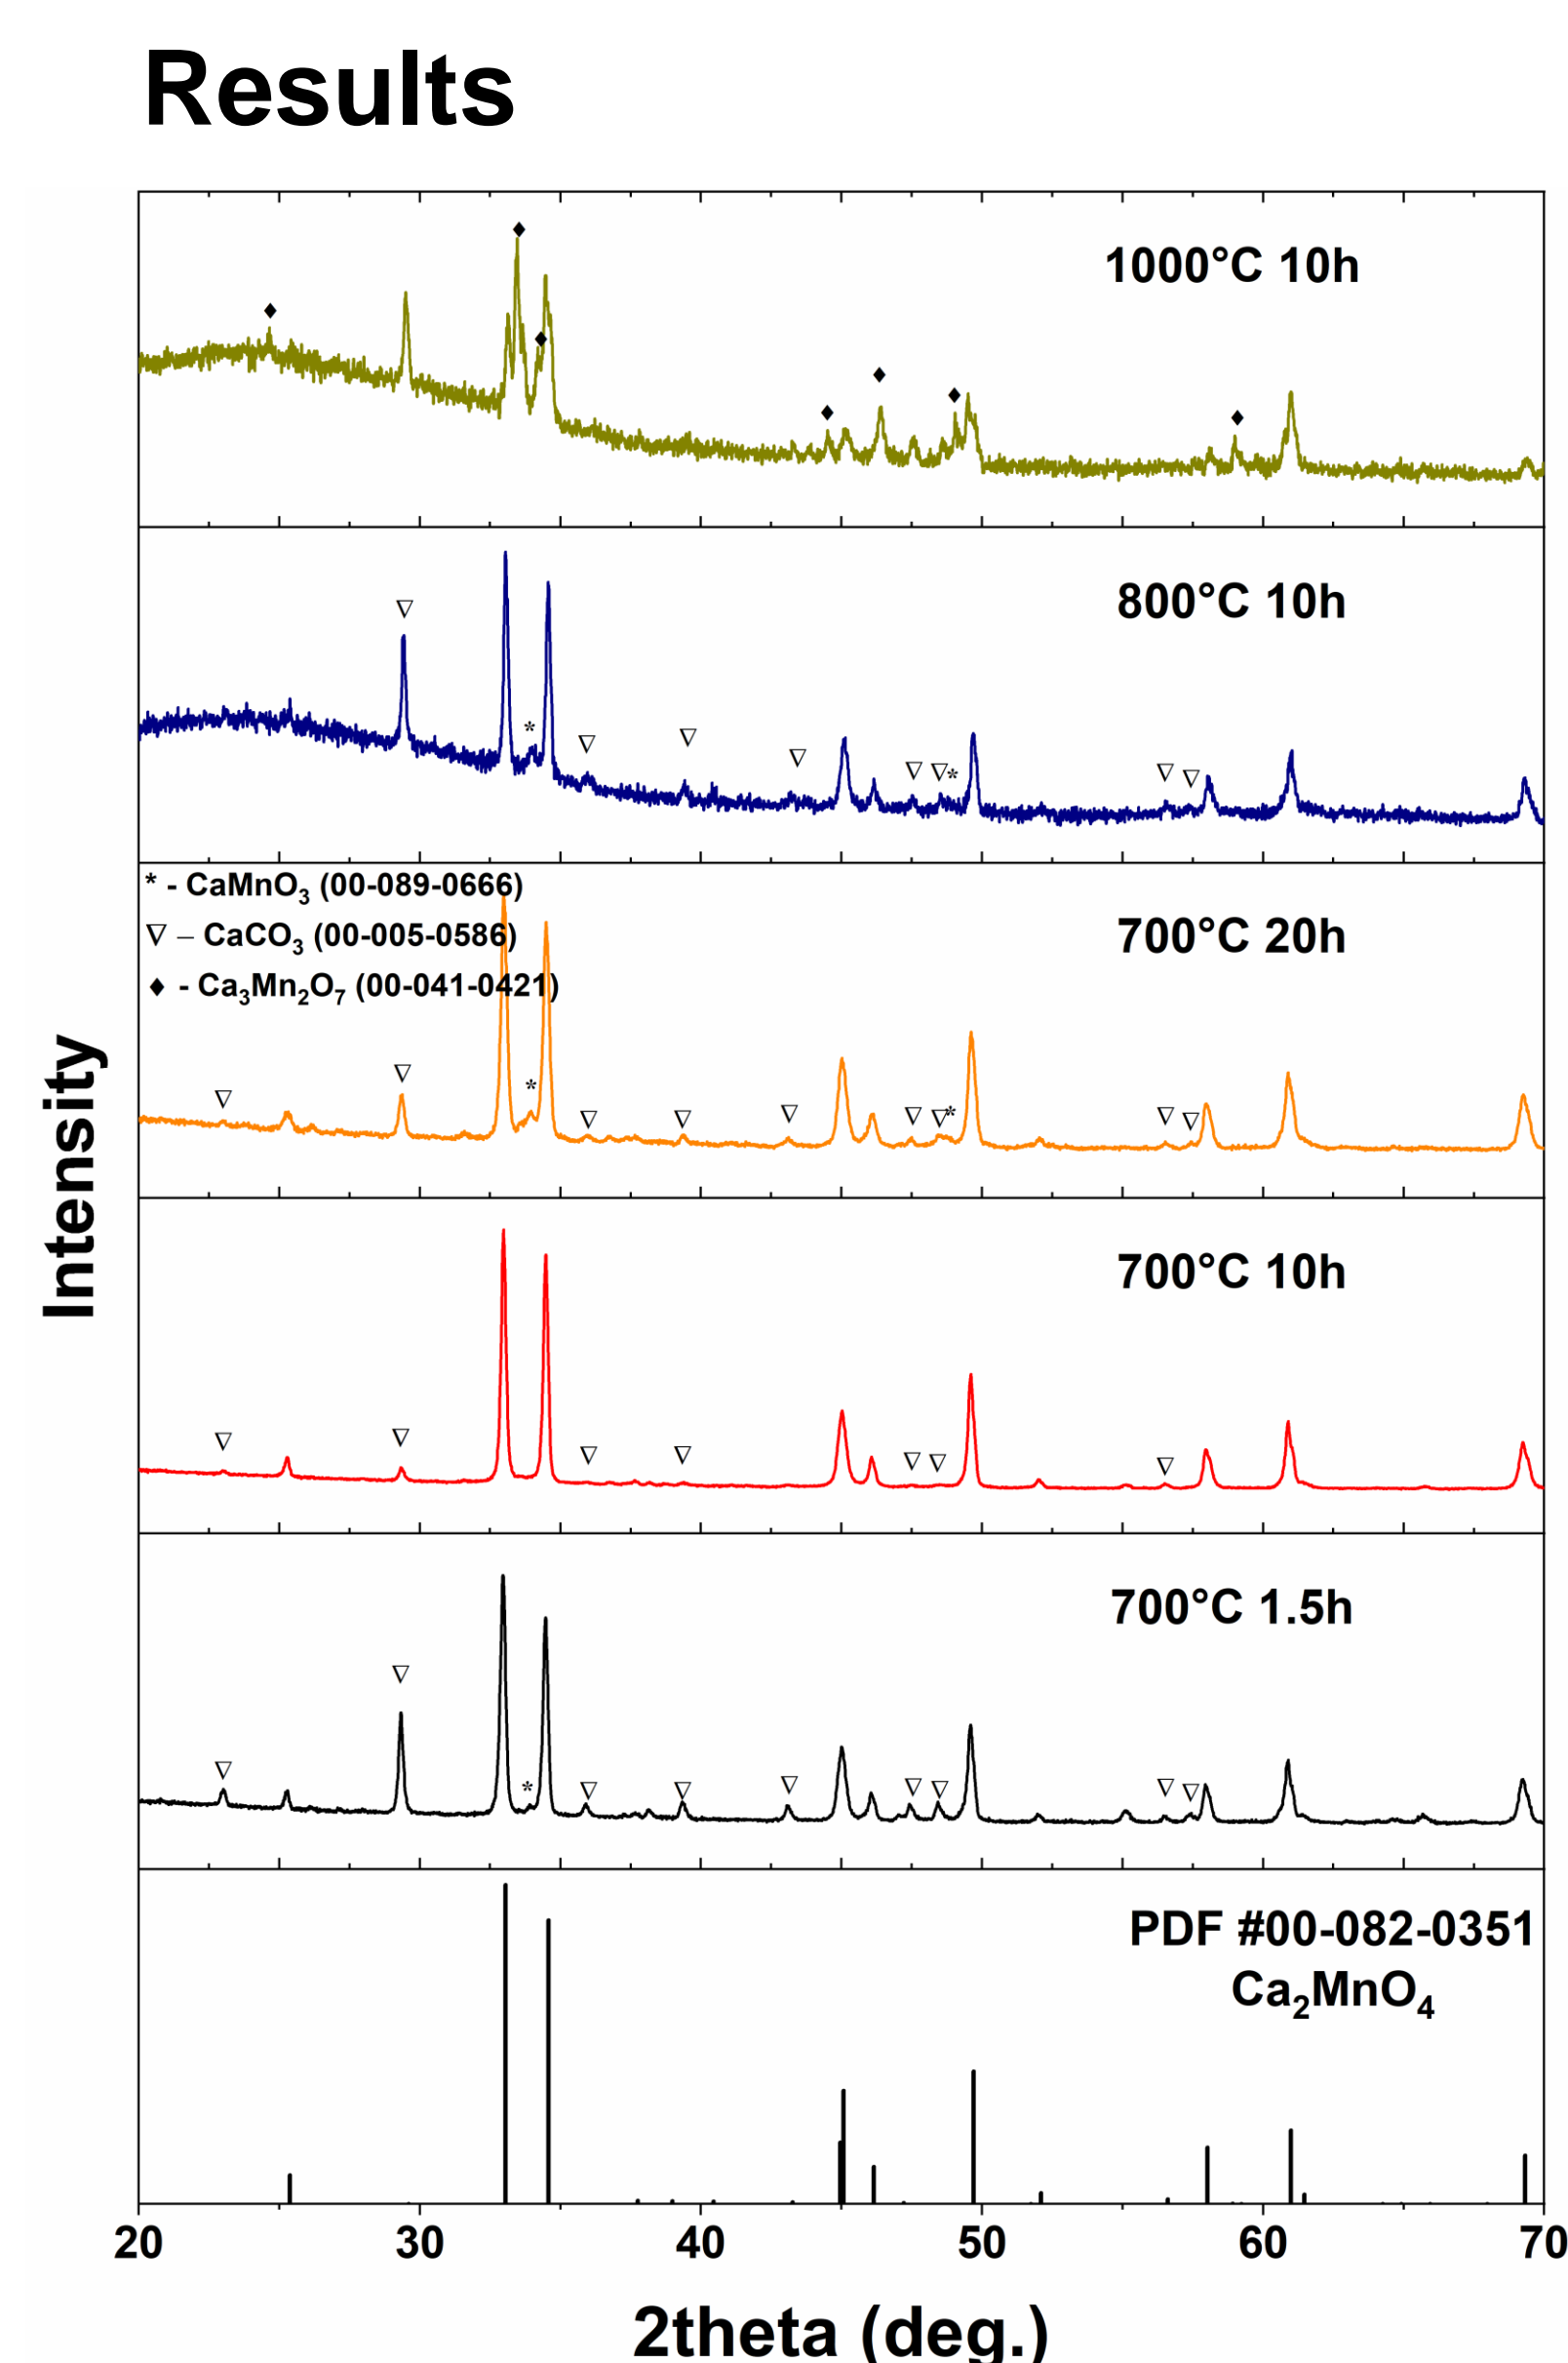 Results
1000°C 10h
800°C 10h
* - CaMnO₃ (00-089-0666)
▽ – CaCO₃ (00-005-0586)
♦ - Ca₃Mn₂O₇ (00-041-0421)
700°C 20h
700°C 10h
700°C 1.5h
PDF #00-082-0351
Ca₂MnO₄
Intensity
20 30 40 50 60 70
2theta (deg.)